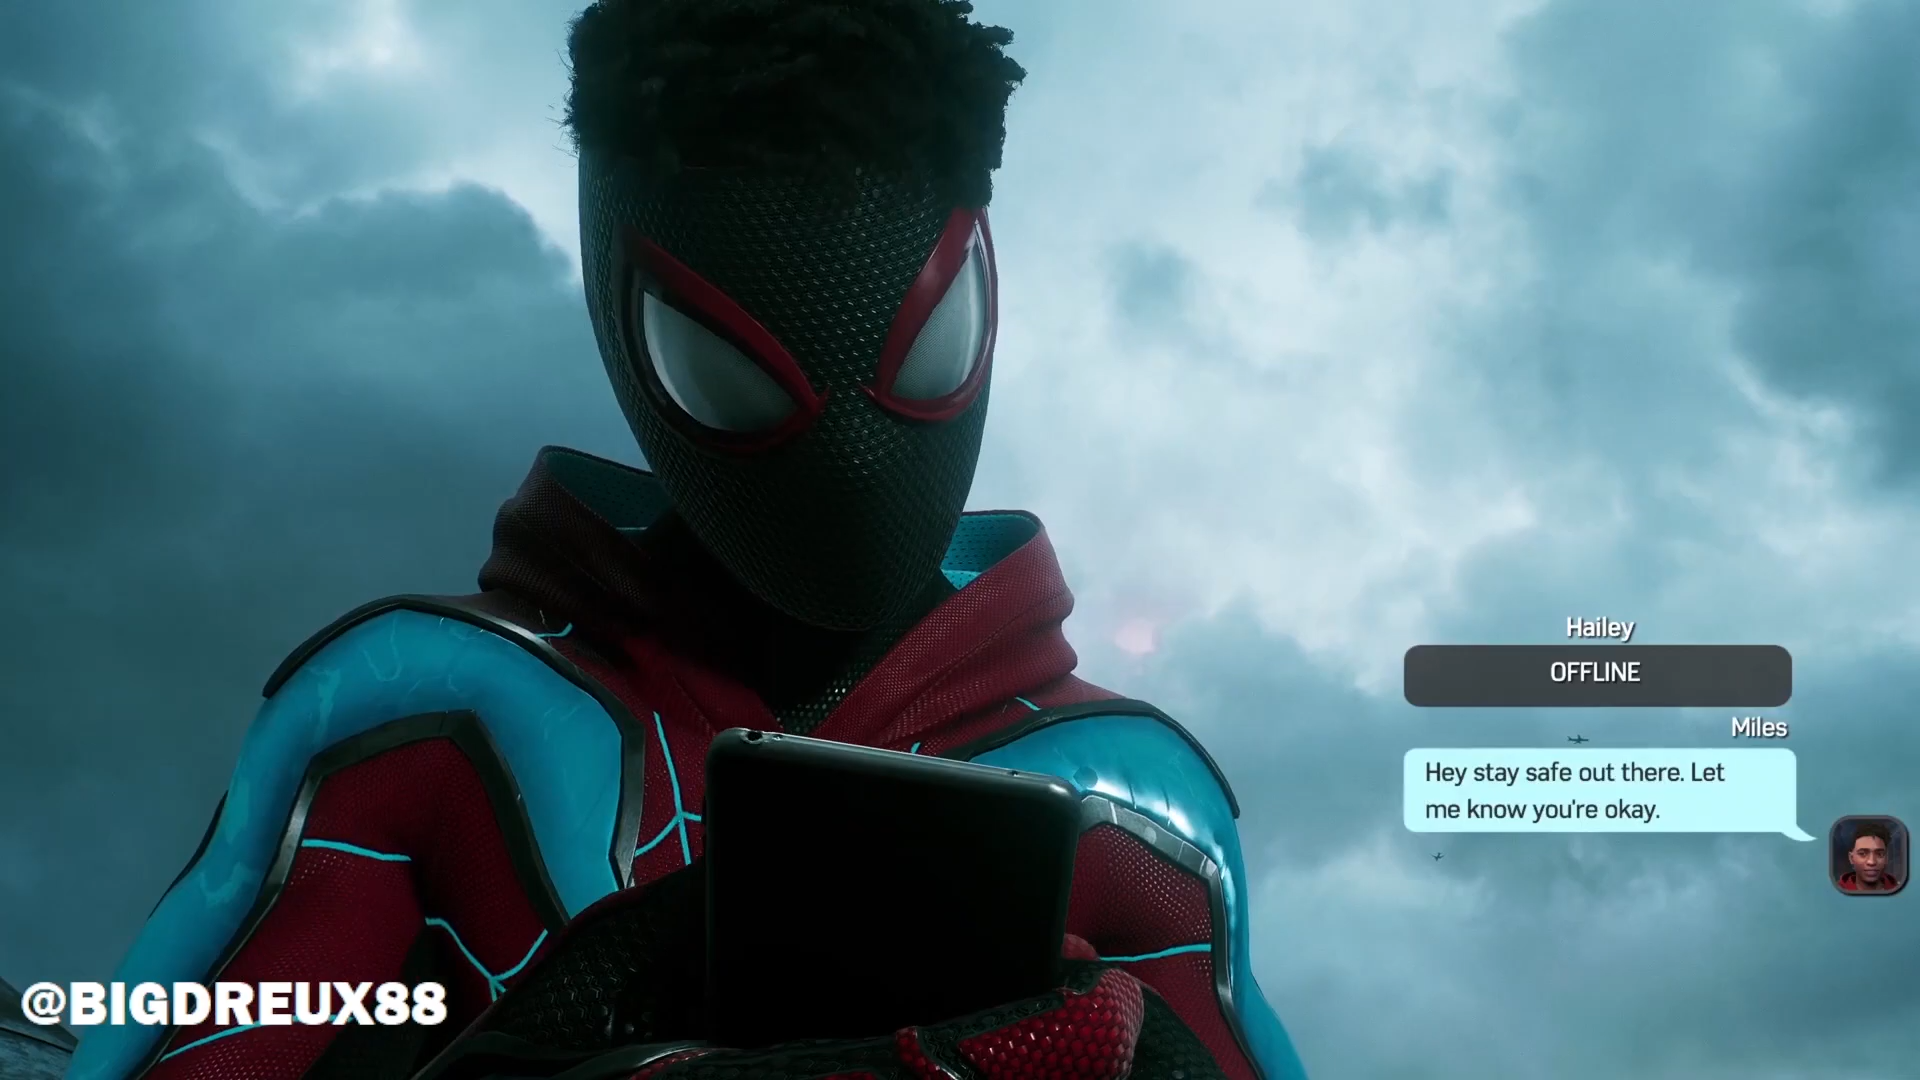 Hailey
OFFLINE
Miles
Hey stay safe out there. Let
me know you're okay.
@BIGDREUX88